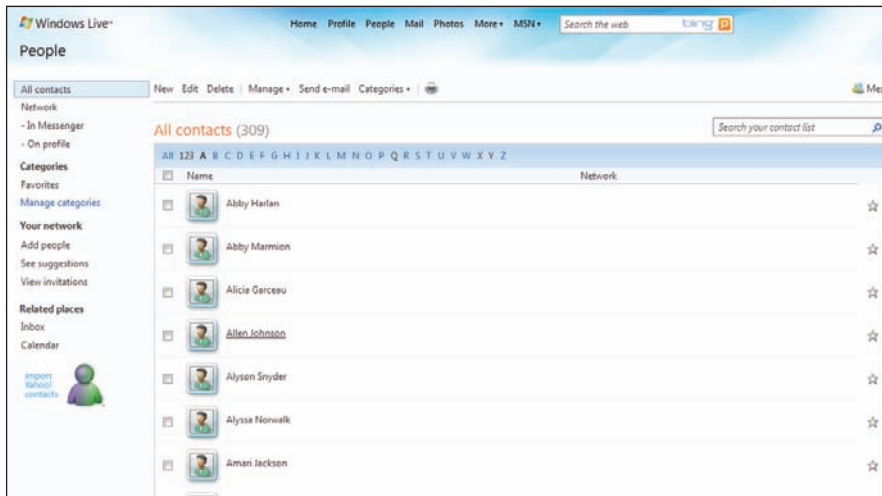 Windows Live™
Home Profile People Mail Photos More▾ MSN▾ Search the web bing
People
All contacts
Network
- In Messenger
- On profile
Categories
Favorites
Manage categories
Your network
Add people
See suggestions
View invitations
Related places
Inbox
Calendar
Import
Yahoo!
contacts
New Edit Delete | Manage▾ Send e-mail Categories▾ |
All contacts (309)
Search your contact list
All 123 A B C D E F G H I J K L M N O P Q R S T U V W X Y Z
Name Network
Abby Harlan
Abby Marmion
Alicia Garceau
Allen Johnson
Alyson Snyder
Alyssa Norwalk
Amari Jackson